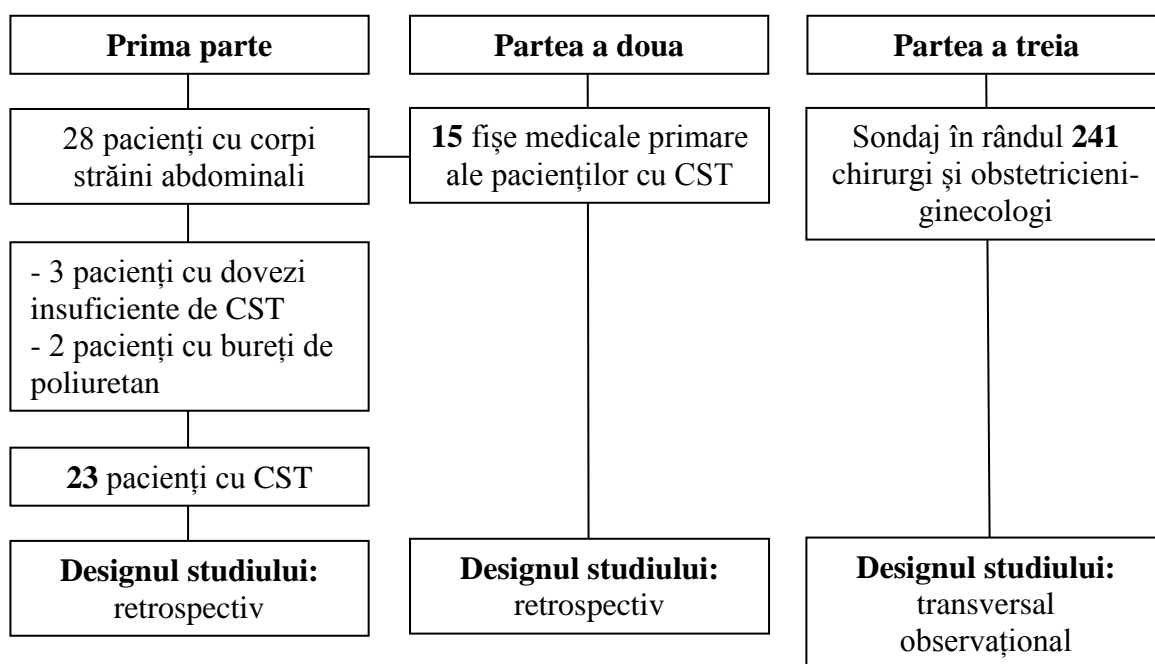 Prima parte
28 pacienți cu corpi
străini abdominali
- 3 pacienți cu dovezi
insuficiente de CST
- 2 pacienți cu bureți de
poliuretan
23 pacienți cu CST
Designul studiului:
retrospectiv
Partea a doua
15 fișe medicale primare
ale pacienților cu CST
Designul studiului:
retrospectiv
Partea a treia
Sondaj în rândul 241
chirurgi și obstetricieni-
ginecologi
Designul studiului:
transversal
observațional